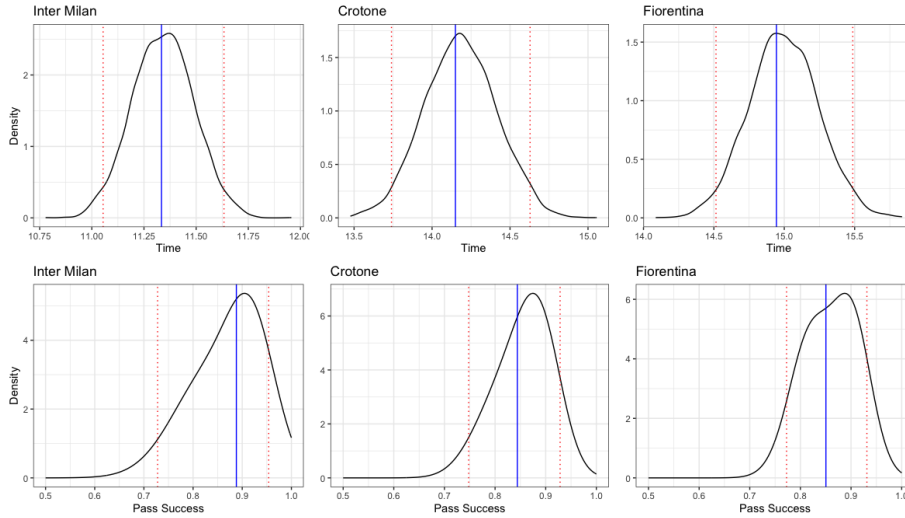 Inter Milan
Crotone
Fiorentina
Density
2
1
0
1.5
1.0
0.5
0.0
1.5
1.0
0.5
0.0
10.75 11.00 11.25 11.50 11.75 12.00
13.5 14.0 14.5 15.0
14.0 14.5 15.0 15.5
Time
Time
Time
Inter Milan
Crotone
Fiorentina
Density
4
2
0
6
4
2
0
6
4
2
0
0.5 0.6 0.7 0.8 0.9 1.0
0.5 0.6 0.7 0.8 0.9 1.0
0.5 0.6 0.7 0.8 0.9 1.0
Pass Success
Pass Success
Pass Success